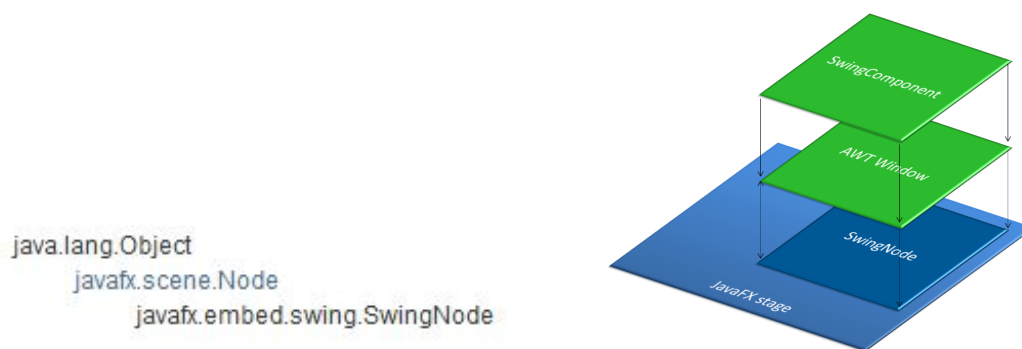 java.lang.Object
javafx.scene.Node
javafx.embed.swing.SwingNode
SwingComponent
AWT Window
SwingNode
JavaFX stage